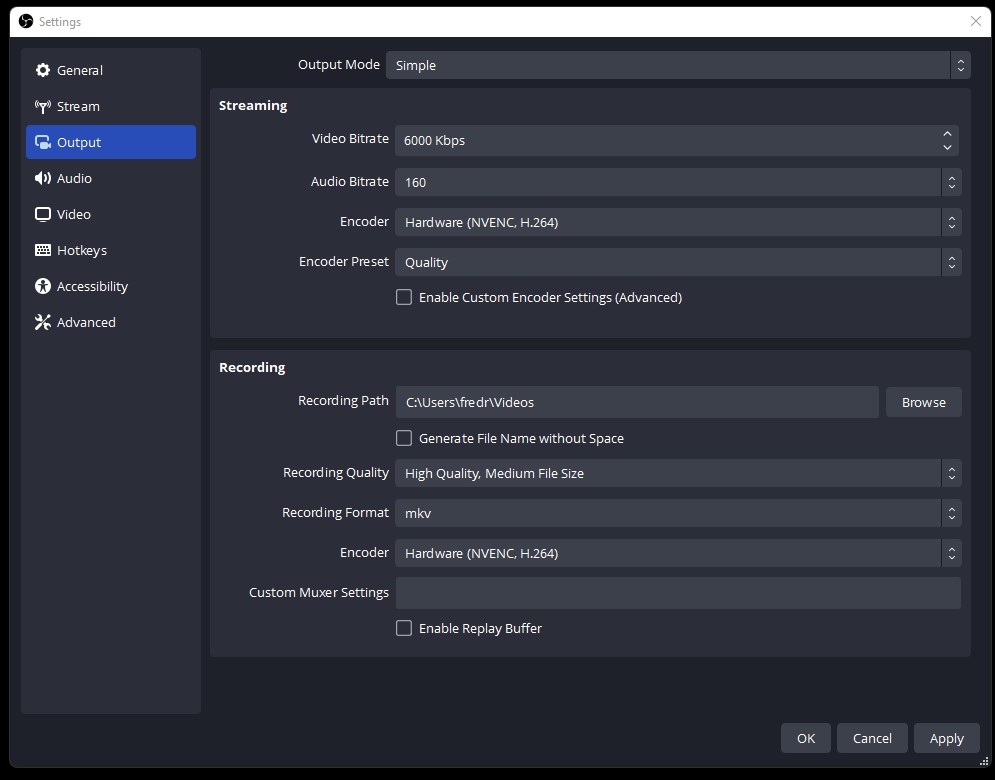 Settings
General
Stream
Output
Audio
Video
Hotkeys
Accessibility
Advanced
Output Mode Simple
Streaming
Video Bitrate 6000 Kbps
Audio Bitrate 160
Encoder Hardware (NVENC, H.264)
Encoder Preset Quality
Enable Custom Encoder Settings (Advanced)
Recording
Recording Path C:\Users\fredr\Videos Browse
Generate File Name without Space
Recording Quality High Quality, Medium File Size
Recording Format mkv
Encoder Hardware (NVENC, H.264)
Custom Muxer Settings
Enable Replay Buffer
OK Cancel Apply